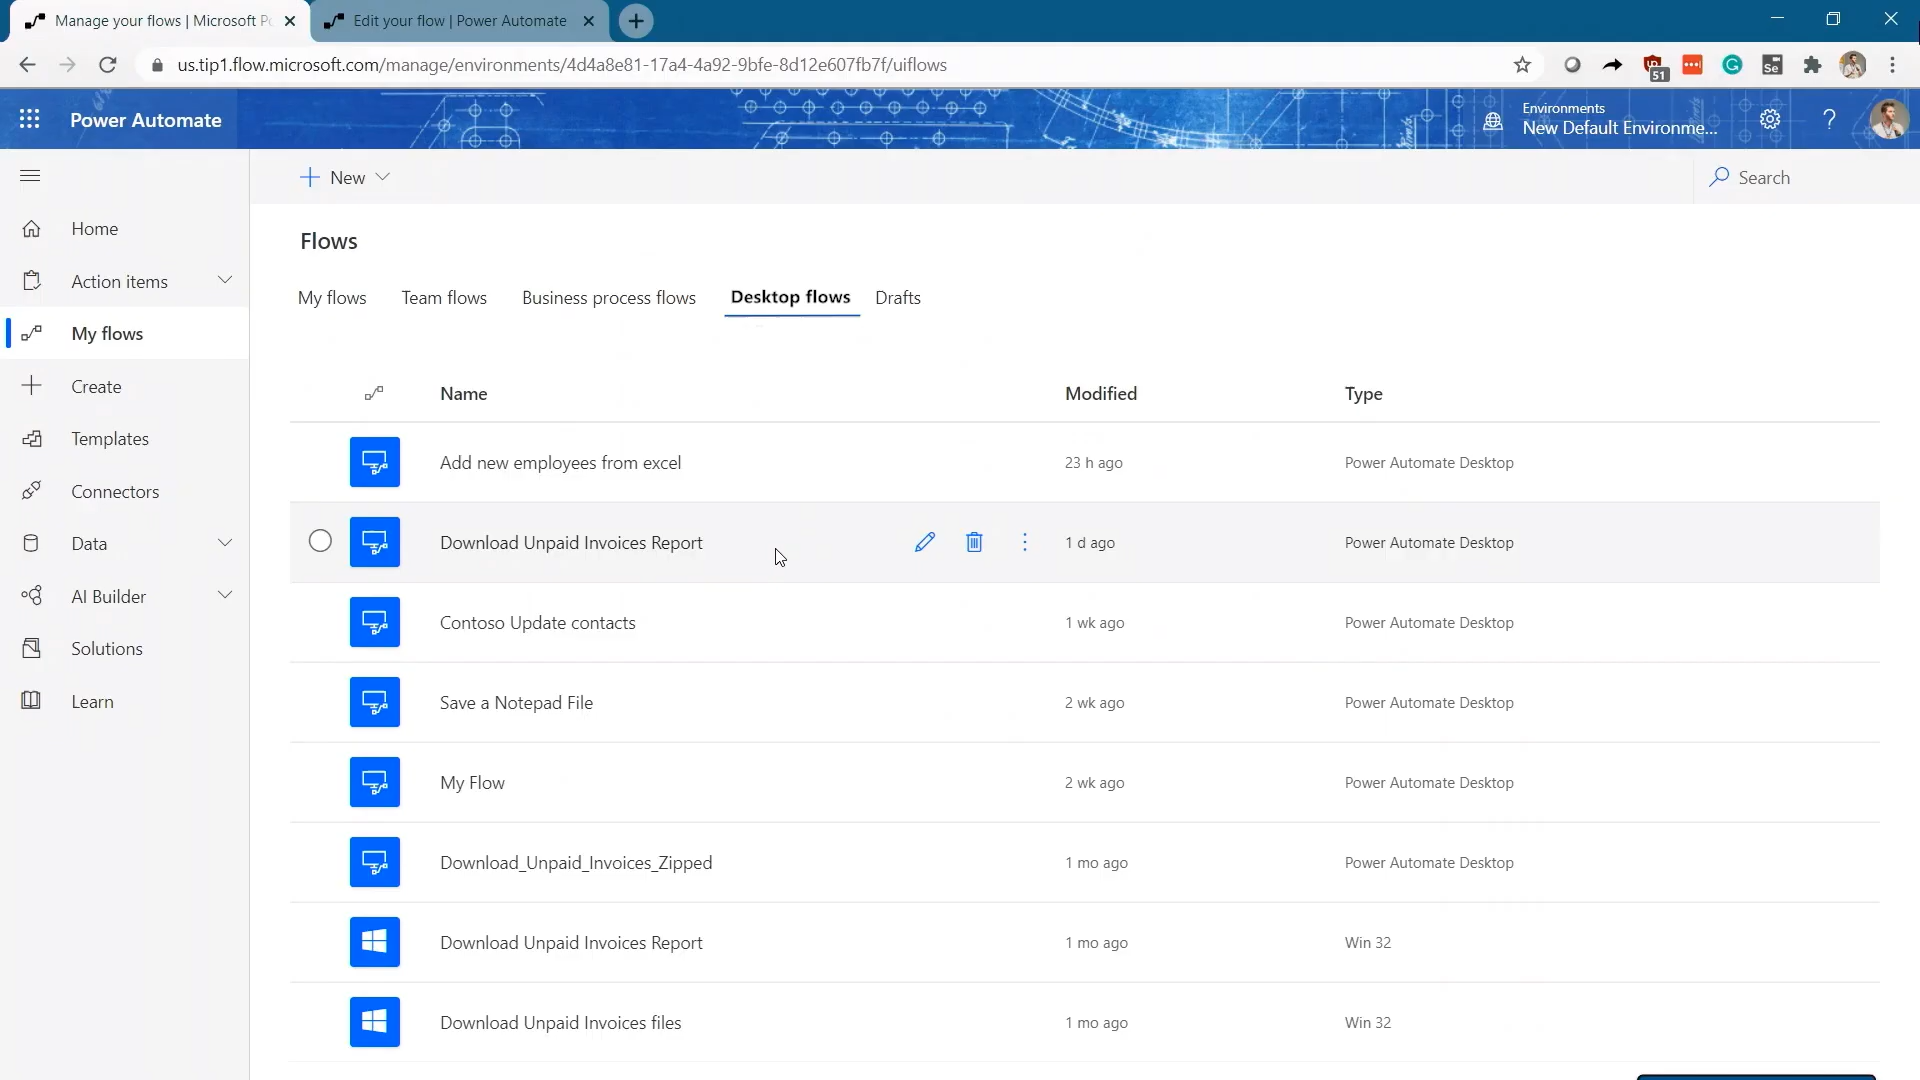 Manage your flows | Microsoft Po
Edit your flow | Power Automate
us.tip1.flow.microsoft.com/manage/environments/4d4a8e81-17a4-4a92-9bfe-8d12e607fb7f/uiflows
51
Se
Power Automate
Environments
New Default Environme...
New
Search
Home
Action items
My flows
Create
Templates
Connectors
Data
AI Builder
Solutions
Learn
Flows
My flows
Team flows
Business process flows
Desktop flows
Drafts
Name Modified Type
Add new employees from excel 23 h ago Power Automate Desktop
Download Unpaid Invoices Report 1 d ago Power Automate Desktop
Contoso Update contacts 1 wk ago Power Automate Desktop
Save a Notepad File 2 wk ago Power Automate Desktop
My Flow 2 wk ago Power Automate Desktop
Download_Unpaid_Invoices_Zipped 1 mo ago Power Automate Desktop
Download Unpaid Invoices Report 1 mo ago Win 32
Download Unpaid Invoices files 1 mo ago Win 32